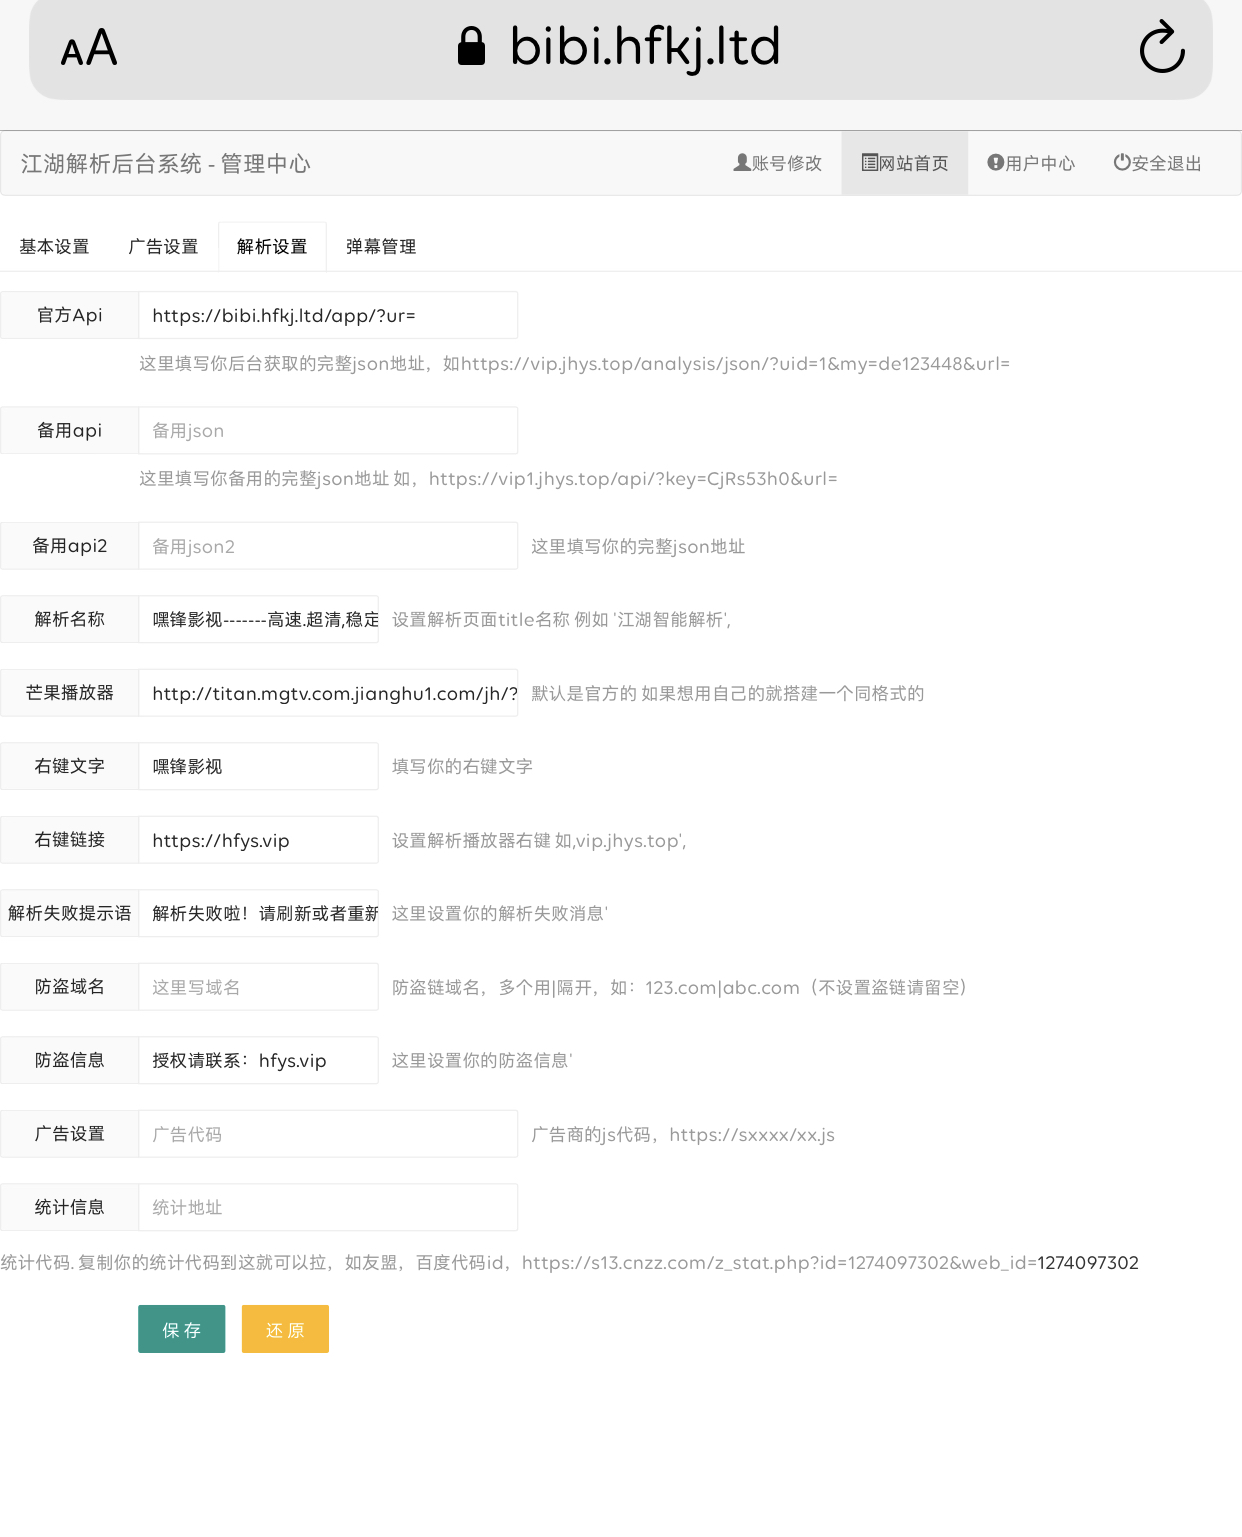 AA bibi.hfkj.ltd
江湖解析后台系统 - 管理中心 账号修改 网站首页 用户中心 安全退出
基本设置 广告设置 解析设置 弹幕管理
官方Api https://bibi.hfkj.ltd/app/?ur=
这里填写你后台获取的完整json地址，如https://vip.jhys.top/analysis/json/?uid=1&my=de123448&url=
备用api 备用json
这里填写你备用的完整json地址 如，https://vip1.jhys.top/api/?key=CjRs53h0&url=
备用api2 备用json2 这里填写你的完整json地址
解析名称 嘿锋影视-------高速.超清,稳定 设置解析页面title名称 例如 '江湖智能解析',
芒果播放器 http://titan.mgtv.com.jianghu1.com/jh/? 默认是官方的 如果想用自己的就搭建一个同格式的
右键文字 嘿锋影视 填写你的右键文字
右键链接 https://hfys.vip 设置解析播放器右键 如,vip.jhys.top',
解析失败提示语 解析失败啦！请刷新或者重新 这里设置你的解析失败消息'
防盗域名 这里写域名 防盗链域名，多个用|隔开，如：123.com|abc.com（不设置盗链请留空）
防盗信息 授权请联系：hfys.vip 这里设置你的防盗信息'
广告设置 广告代码 广告商的js代码，https://sxxxx/xx.js
统计信息 统计地址
统计代码. 复制你的统计代码到这就可以拉，如友盟，百度代码id，https://s13.cnzz.com/z_stat.php?id=1274097302&web_id=1274097302
保 存 还 原